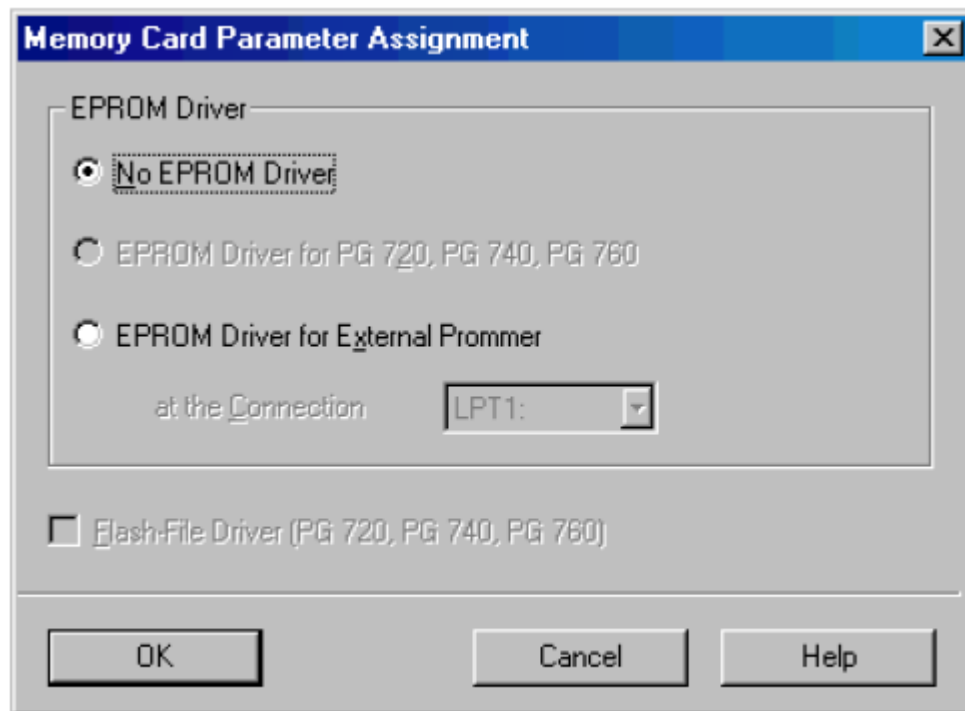 Memory Card Parameter Assignment
EPROM Driver
No EPROM Driver
EPROM Driver for PG 720, PG 740, PG 760
EPROM Driver for External Prommer
at the Connection LPT1:
Flash-File Driver (PG 720, PG 740, PG 760)
OK Cancel Help